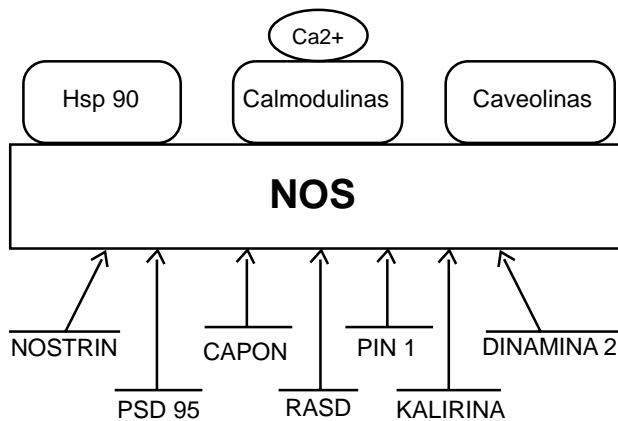 Ca2+
Hsp 90
Calmodulinas
Caveolinas
NOS
NOSTRIN
CAPON
PIN 1
DINAMINA 2
PSD 95
RASD
KALIRINA